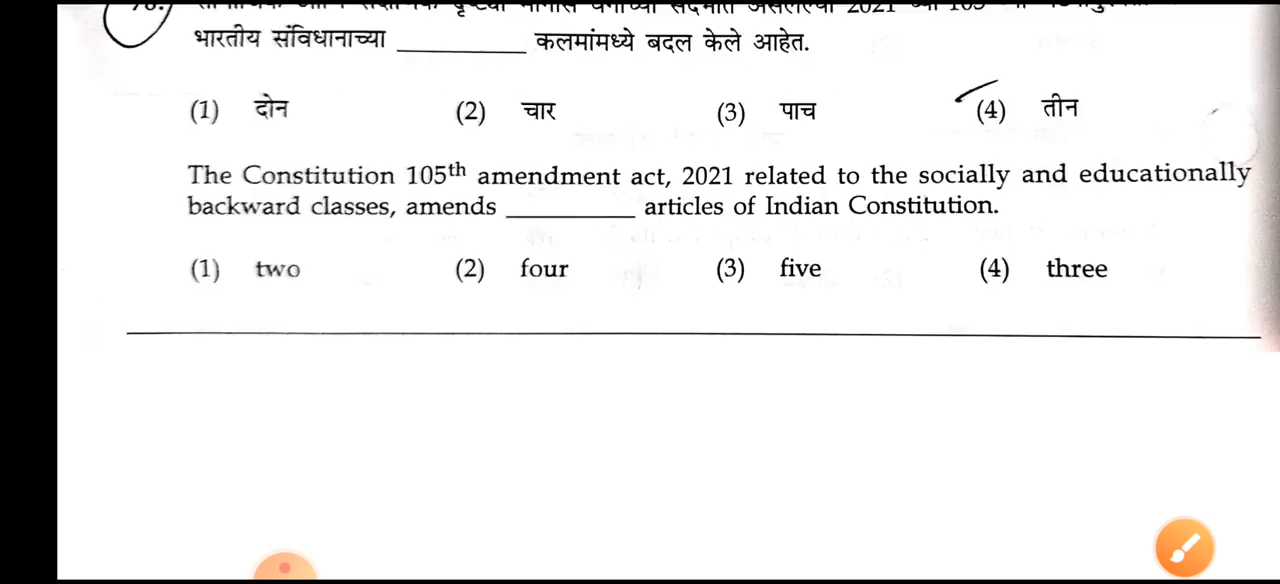 भारतीय संविधानाच्या __________ कलमांमध्ये बदल केले आहेत.
(1) दोन (2) चार (3) पाच (4) तीन
The Constitution 105th amendment act, 2021 related to the socially and educationally
backward classes, amends __________ articles of Indian Constitution.
(1) two (2) four (3) five (4) three